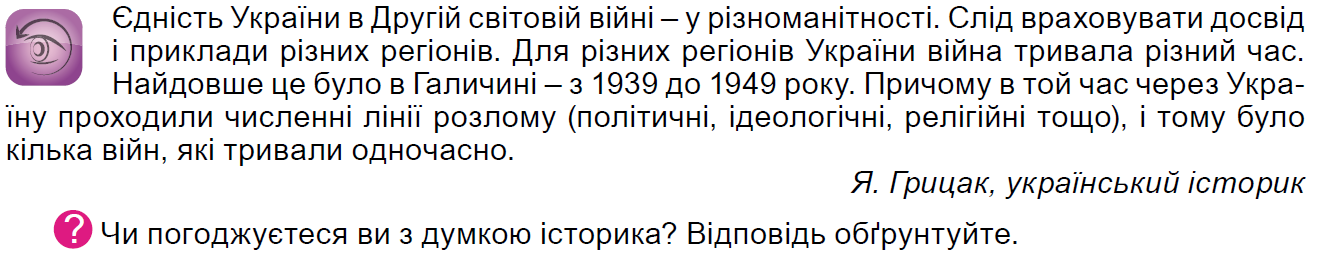 Єдність України в Другій світовій війні – у різноманітності. Слід враховувати досвід
і приклади різних регіонів. Для різних регіонів України війна тривала різний час.
Найдовше це було в Галичині – з 1939 до 1949 року. Причому в той час через Укра-
їну проходили численні лінії розлому (політичні, ідеологічні, релігійні тощо), і тому було
кілька війн, які тривали одночасно.
Я. Грицак, український історик
? Чи погоджуєтеся ви з думкою історика? Відповідь обґрунтуйте.